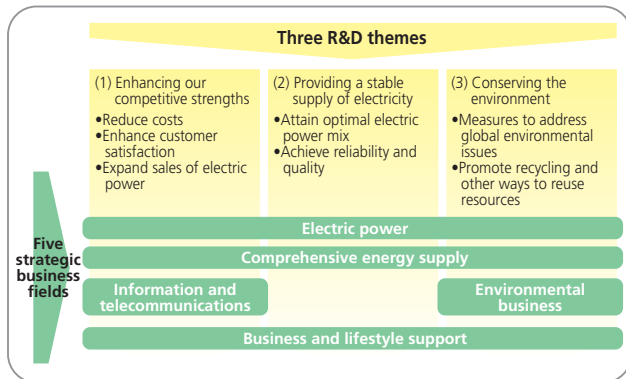 Three R&D themes
(1) Enhancing our
competitive strengths
•Reduce costs
•Enhance customer
satisfaction
•Expand sales of electric
power
(2) Providing a stable
supply of electricity
•Attain optimal electric
power mix
•Achieve reliability and
quality
(3) Conserving the
environment
•Measures to address
global environmental
issues
•Promote recycling and
other ways to reuse
resources
Five
strategic
business
fields
Electric power
Comprehensive energy supply
Information and
telecommunications
Environmental
business
Business and lifestyle support